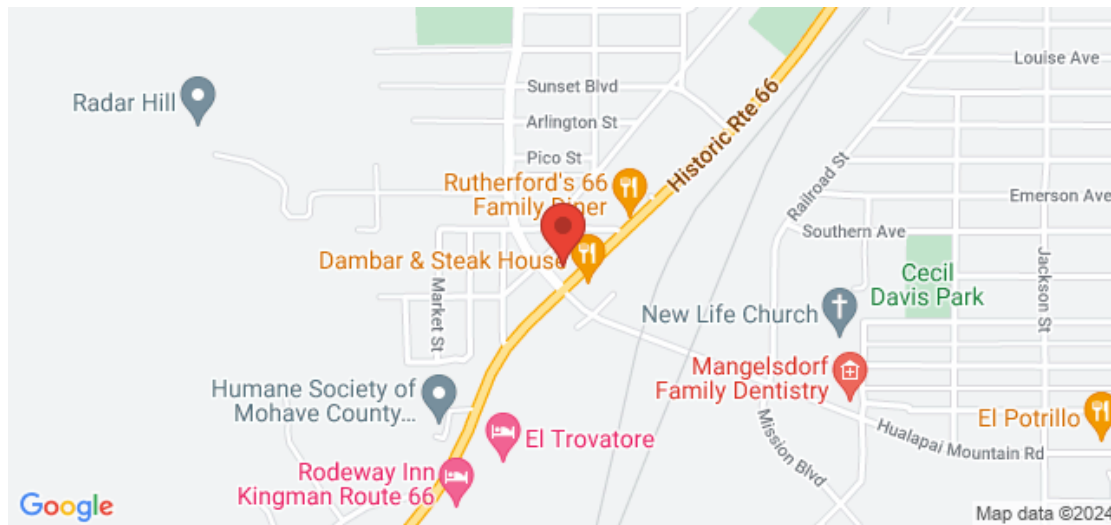 Louise Ave
Sunset Blvd
Radar Hill
Arlington St
Historic Rte 66
Pico St
Railroad St
Rutherford's 66
Family Diner
Emerson Ave
Southern Ave
Dambar & Steak House
Cecil
Davis Park
Jackson St
Market St
New Life Church
Mangelsdorf
Family Dentistry
Humane Society of
Mohave County...
El Potrillo
Mission Blvd
Hualapai Mountain Rd
El Trovatore
Rodeway Inn
Kingman Route 66
Google
Map data ©2024